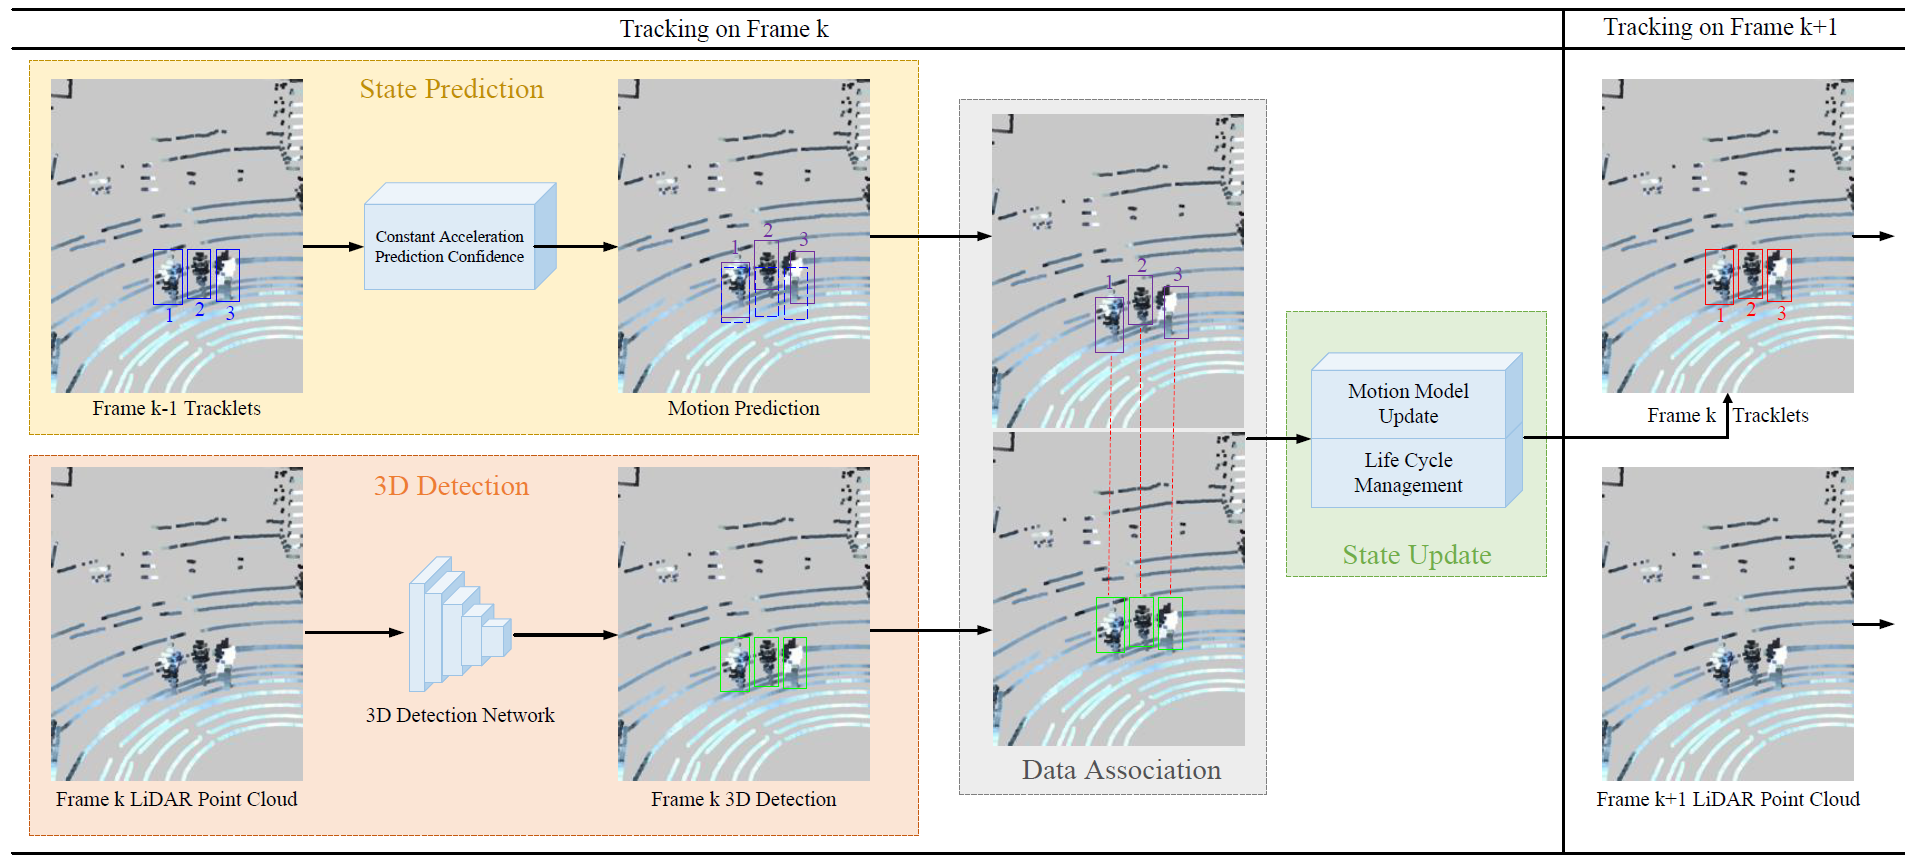 Tracking on Frame k
Tracking on Frame k+1
State Prediction
Constant Acceleration
Prediction Confidence
1
2
3
1
2
3
Frame k-1 Tracklets
Motion Prediction
3D Detection
3D Detection Network
Frame k LiDAR Point Cloud
Frame k 3D Detection
1
2
3
Data Association
Motion Model
Update
Life Cycle
Management
State Update
1
2
3
Frame k Tracklets
Frame k+1 LiDAR Point Cloud